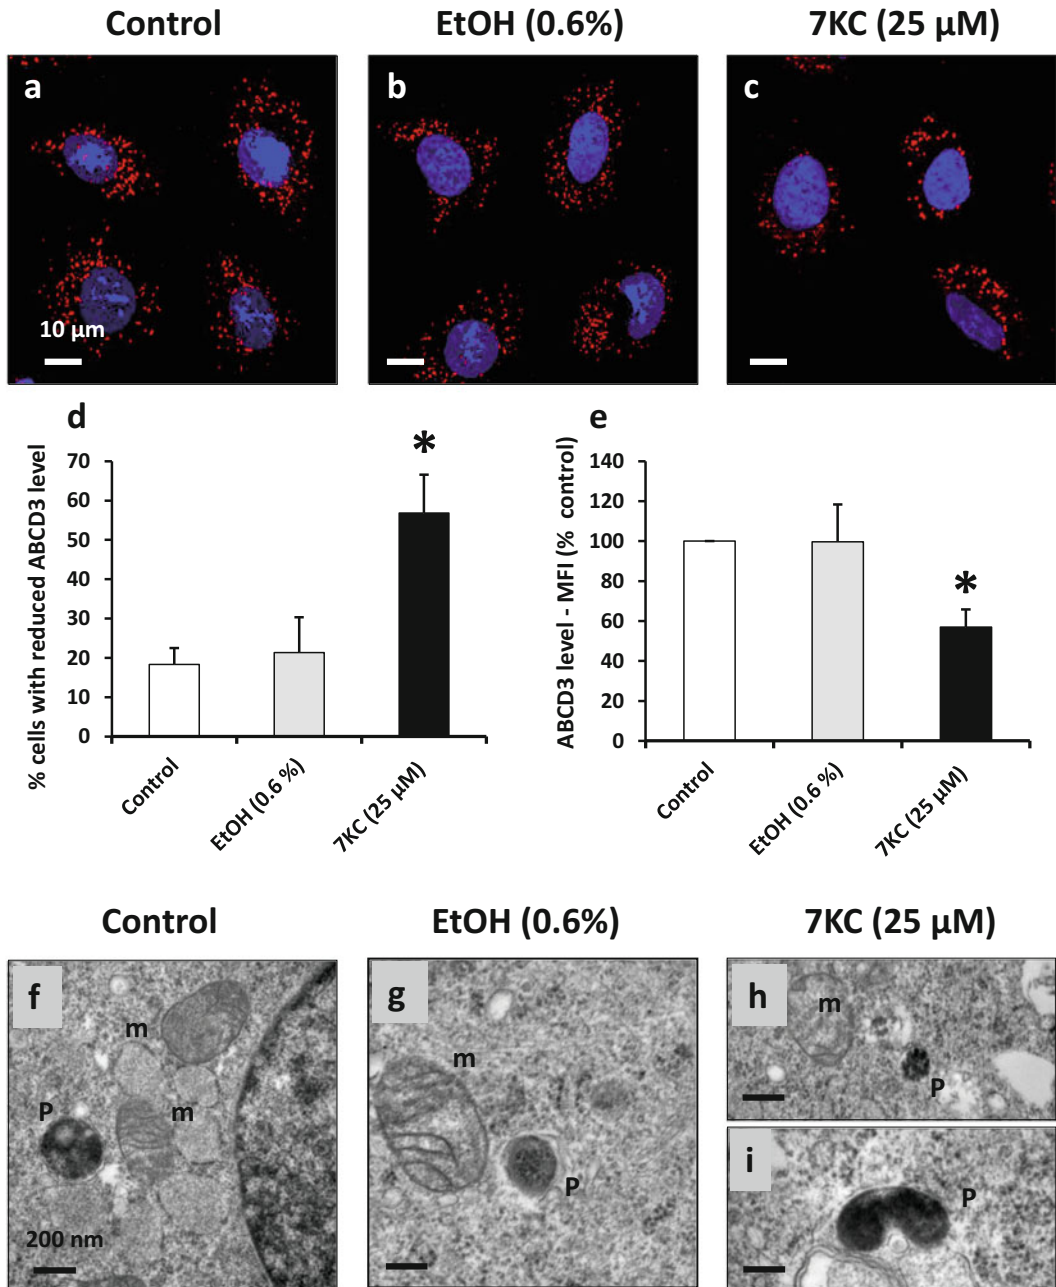 Control EtOH (0.6%) 7KC (25 µM)
a b c
10 µm
d e
% cells with reduced ABCD3 level
70
60
50
40
30
20
10
0
*
Control EtOH (0.6 %) 7KC (25 µM)
ABCD3 level - MFI (% control)
140
120
100
80
60
40
20
0
*
Control EtOH (0.6%) 7KC (25 µM)
Control EtOH (0.6%) 7KC (25 µM)
f
m
P
m
200 nm
g
m
P
h
m
P
i
P